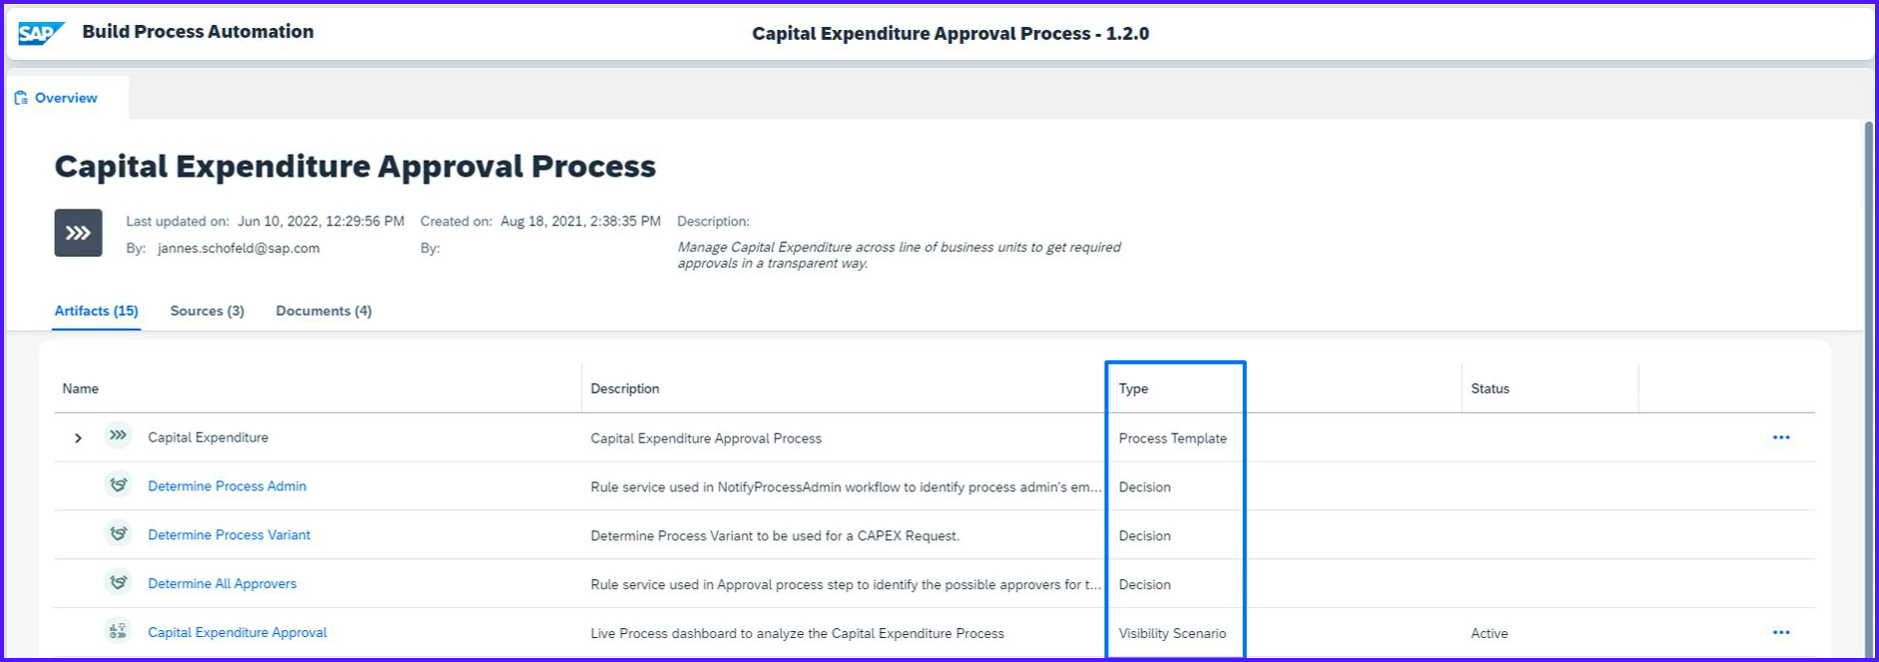 SAP Build Process Automation Capital Expenditure Approval Process - 1.2.0
Overview
Capital Expenditure Approval Process
Last updated on: Jun 10, 2022, 12:29:56 PM Created on: Aug 18, 2021, 2:38:35 PM Description:
By: jannes.schofeld@sap.com By: Manage Capital Expenditure across line of business units to get required
approvals in a transparent way.
Artifacts (15) Sources (3) Documents (4)
Name Description Type Status
Capital Expenditure Capital Expenditure Approval Process Process Template
Determine Process Admin Rule service used in NotifyProcessAdmin workflow to identify process admin's em... Decision
Determine Process Variant Determine Process Variant to be used for a CAPEX Request. Decision
Determine All Approvers Rule service used in Approval process step to identify the possible approvers for t... Decision
Capital Expenditure Approval Live Process dashboard to analyze the Capital Expenditure Process Visibility Scenario Active